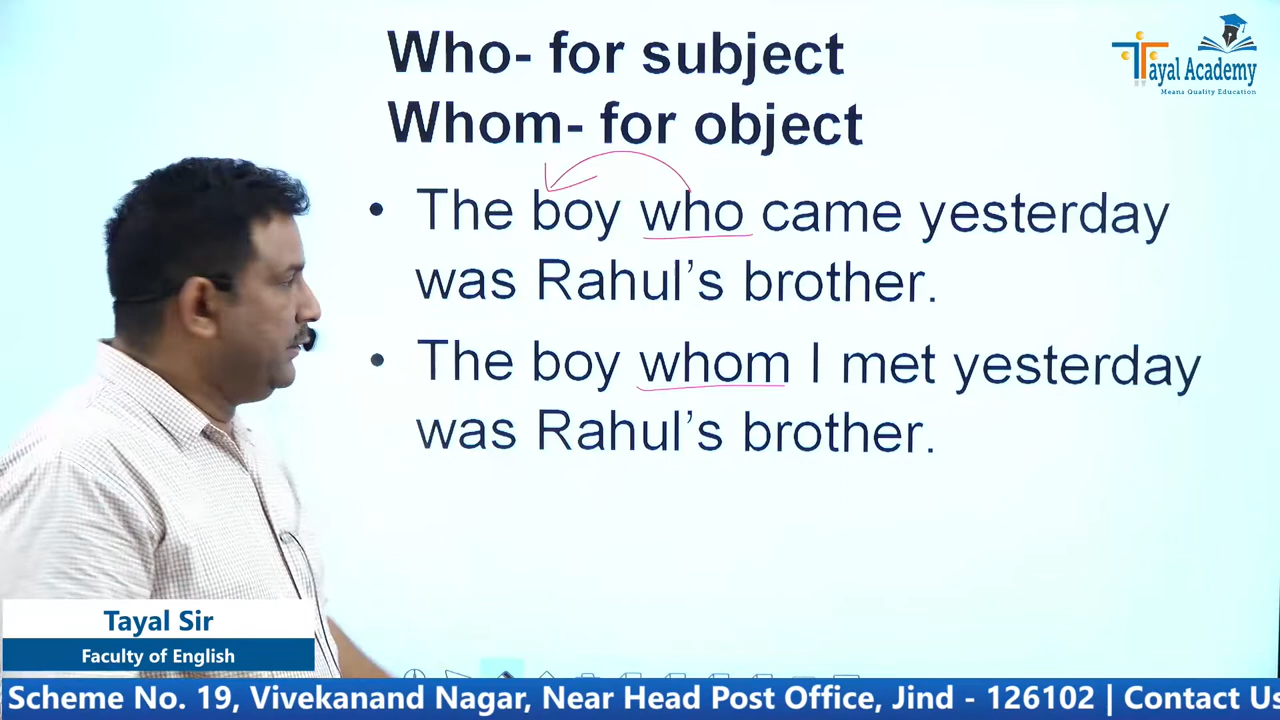 Who- for subject
Whom- for object
• The boy who came yesterday
was Rahul’s brother.
• The boy whom I met yesterday
was Rahul’s brother.
Tayal Academy
Means Quality Education
Tayal Sir
Faculty of English
Scheme No. 19, Vivekanand Nagar, Near Head Post Office, Jind - 126102 | Contact Us